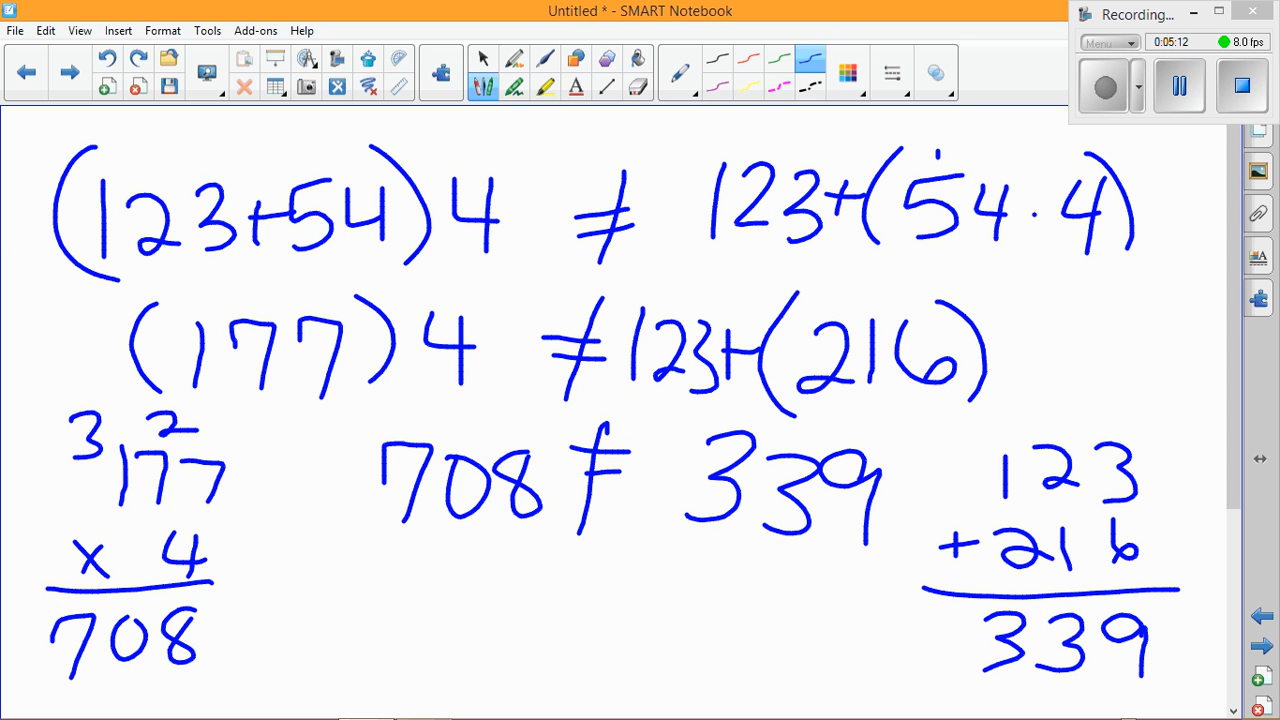 Untitled * - SMART Notebook
Recording...
File Edit View Insert Format Tools Add-ons Help
Menu 0:05:12 8.0 fps
(123+54)4 ≠ 123+(54·4)
(177)4 ≠ 123+(216)
3 2
177
x 4
708
708 ≠ 339
123
+216
339